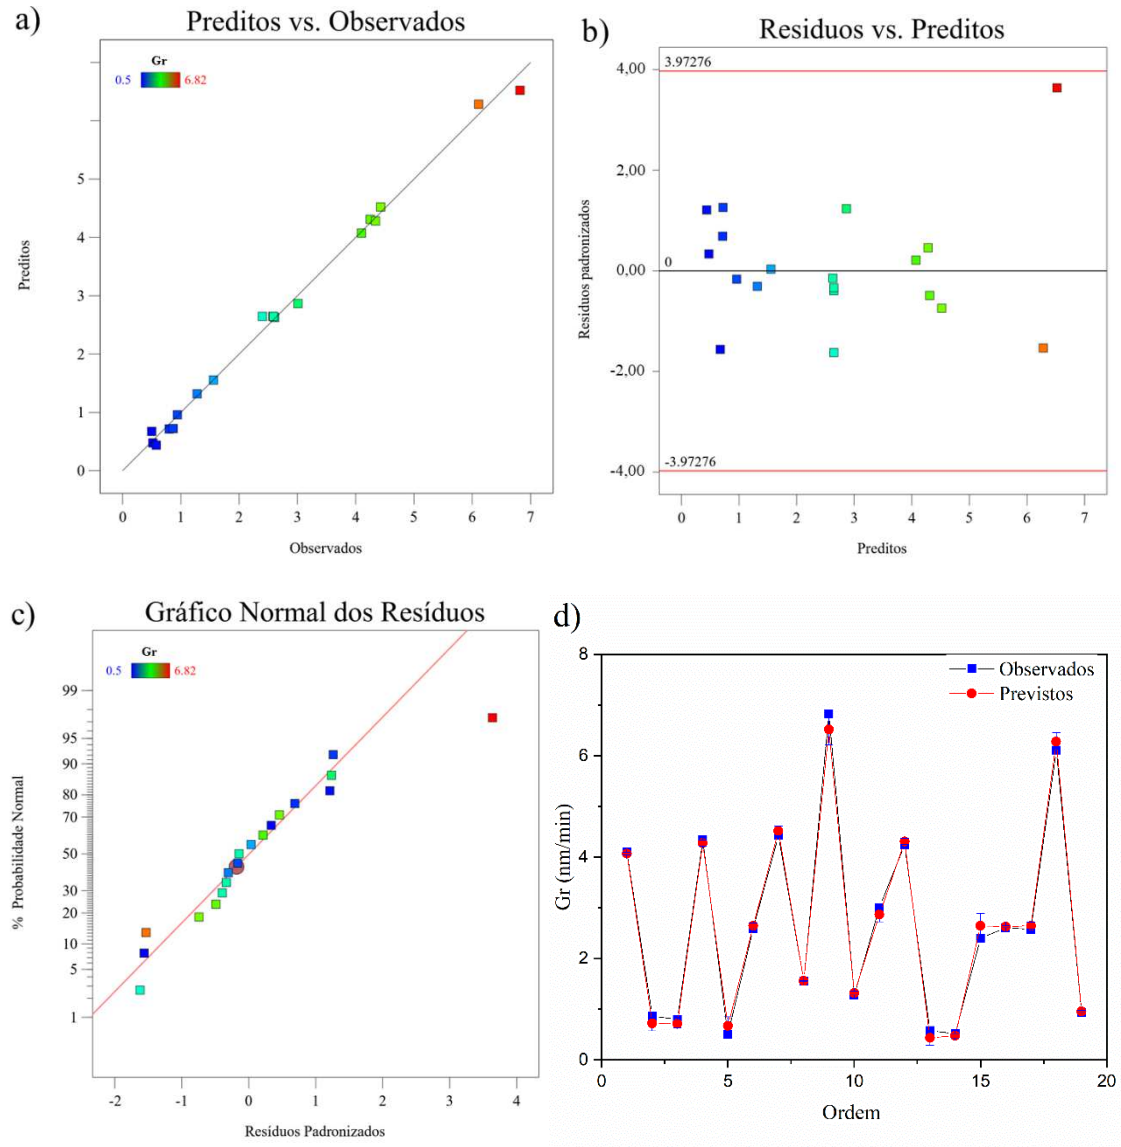 a)
Preditos vs. Observados
Gr
0.5
6.82
5
4
3
2
1
0
Preditos
0 1 2 3 4 5 6 7
Observados
b)
Residuos vs. Preditos
3.97276
4,00
2,00
0
0,00
-2,00
-3.97276
-4,00
Residuos padronizados
0 1 2 3 4 5 6 7
Preditos
c)
Gráfico Normal dos Resíduos
Gr
0.5
6.82
99
95
90
80
70
50
30
20
10
5
1
% Probabilidade Normal
-2 -1 0 1 2 3 4
Resíduos Padronizados
d)
Observados
Previstos
8
6
4
2
0
Gr (nm/min)
0 5 10 15 20
Ordem